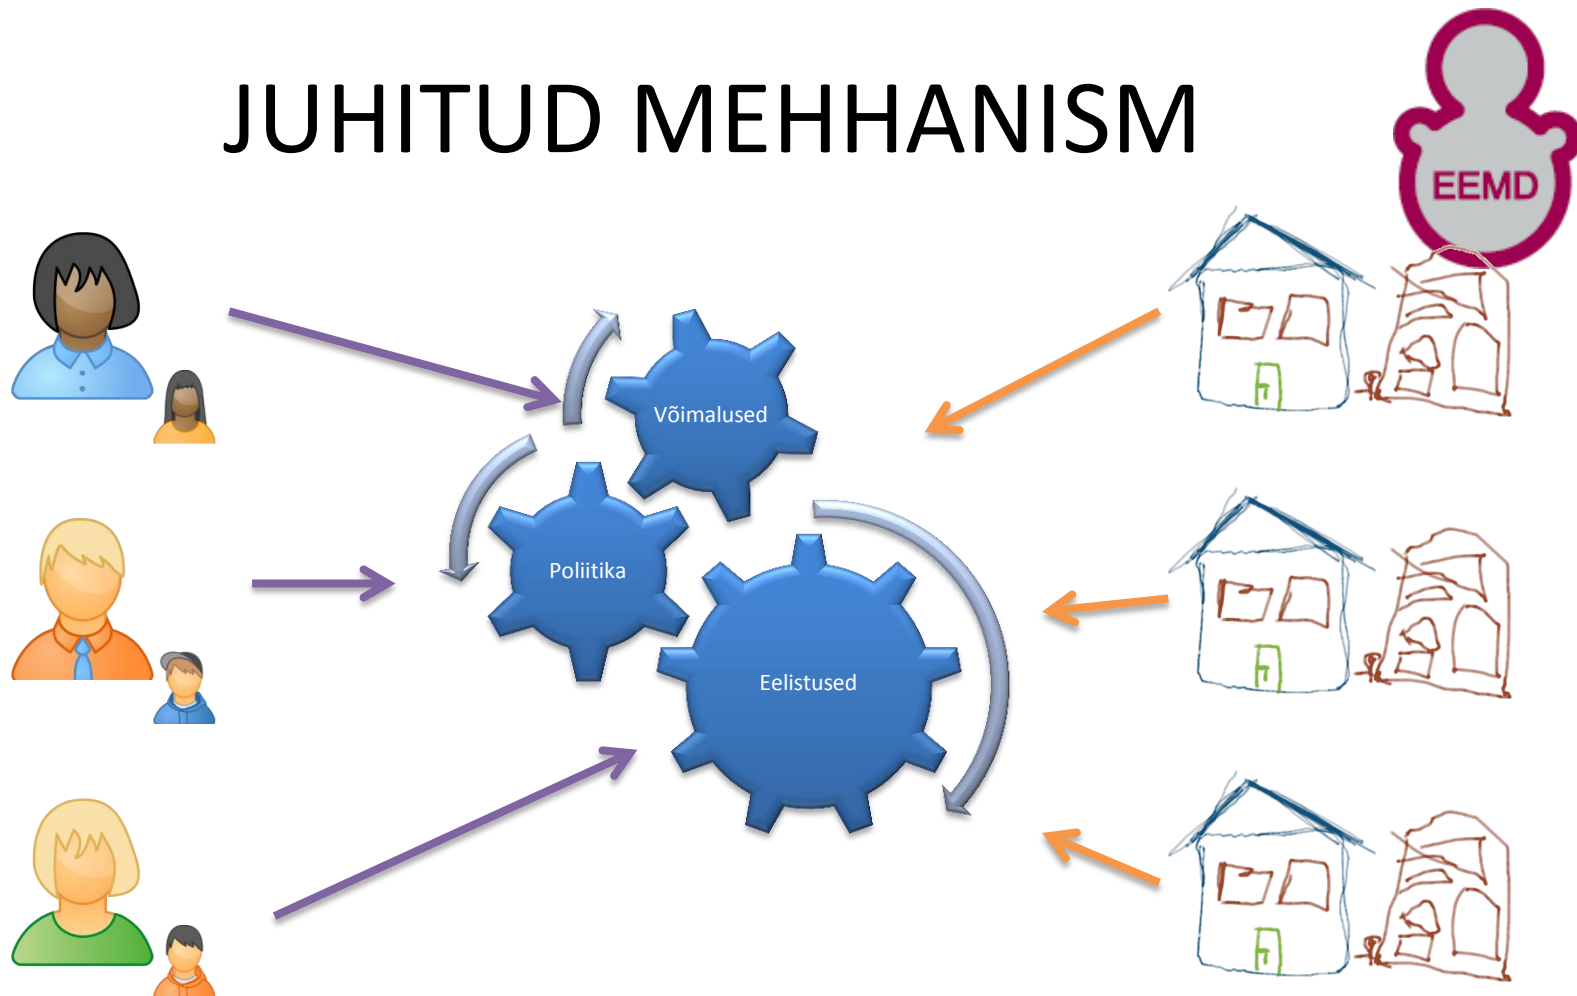 JUHITUD MEHHANISM
EEMD
Võimalused
Poliitika
Eelistused